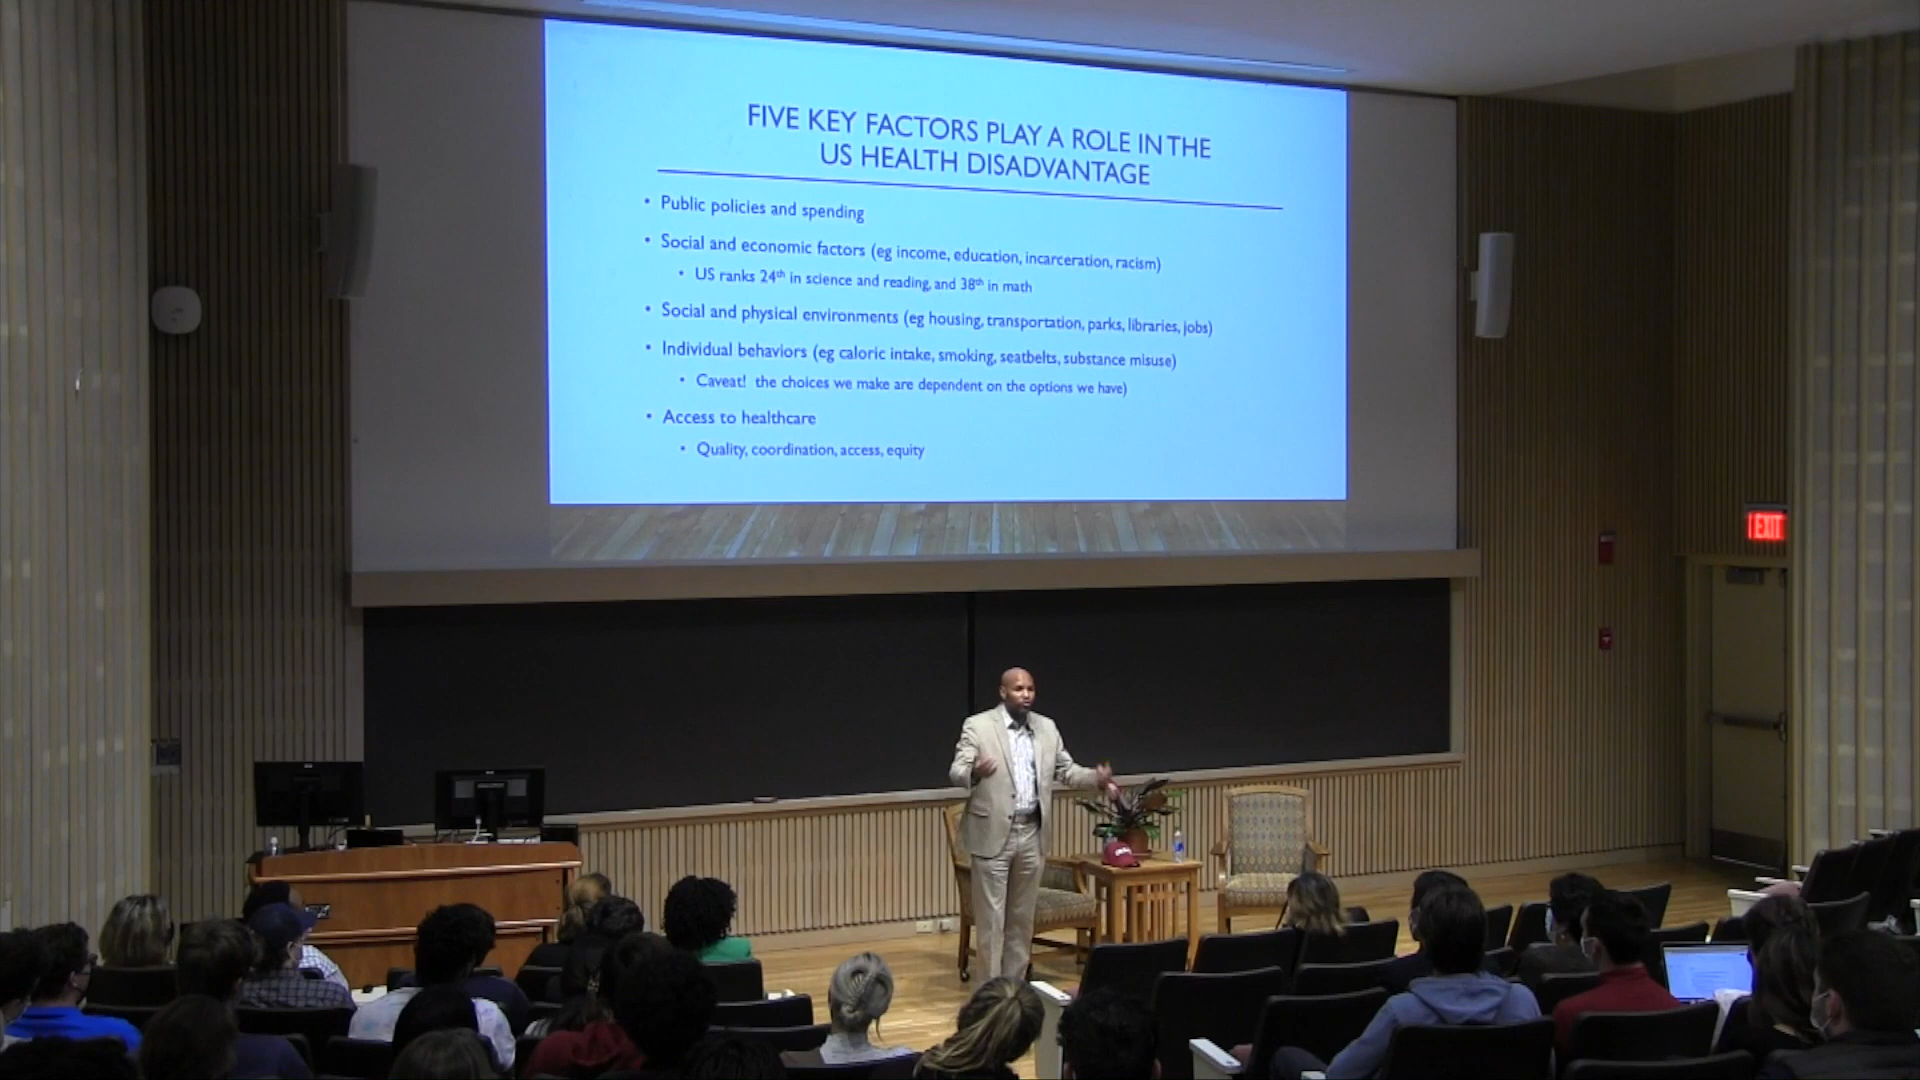 FIVE KEY FACTORS PLAY A ROLE IN THE
US HEALTH DISADVANTAGE
• Public policies and spending
• Social and economic factors (eg income, education, incarceration, racism)
• US ranks 24th in science and reading, and 38th in math
• Social and physical environments (eg housing, transportation, parks, libraries, jobs)
• Individual behaviors (eg caloric intake, smoking, seatbelts, substance misuse)
• Caveat! the choices we make are dependent on the options we have)
• Access to healthcare
• Quality, coordination, access, equity
EXIT